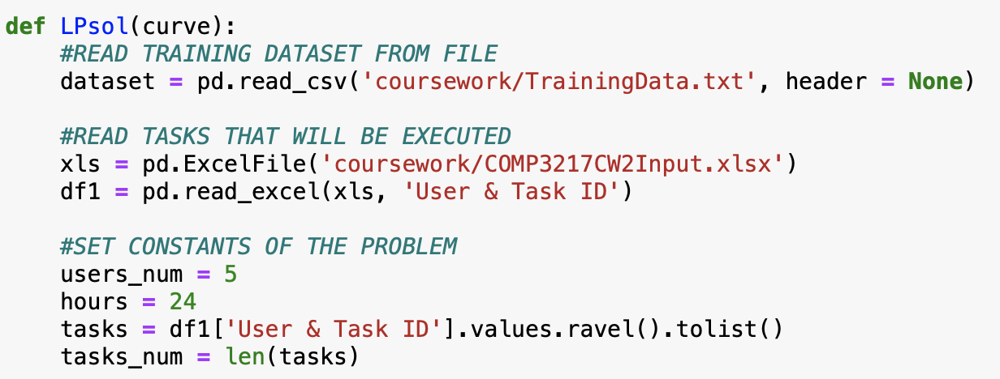 def LPsol(curve):
    #READ TRAINING DATASET FROM FILE
    dataset = pd.read_csv('coursework/TrainingData.txt', header = None)

    #READ TASKS THAT WILL BE EXECUTED
    xls = pd.ExcelFile('coursework/COMP3217CW2Input.xlsx')
    df1 = pd.read_excel(xls, 'User & Task ID')

    #SET CONSTANTS OF THE PROBLEM
    users_num = 5
    hours = 24
    tasks = df1['User & Task ID'].values.ravel().tolist()
    tasks_num = len(tasks)